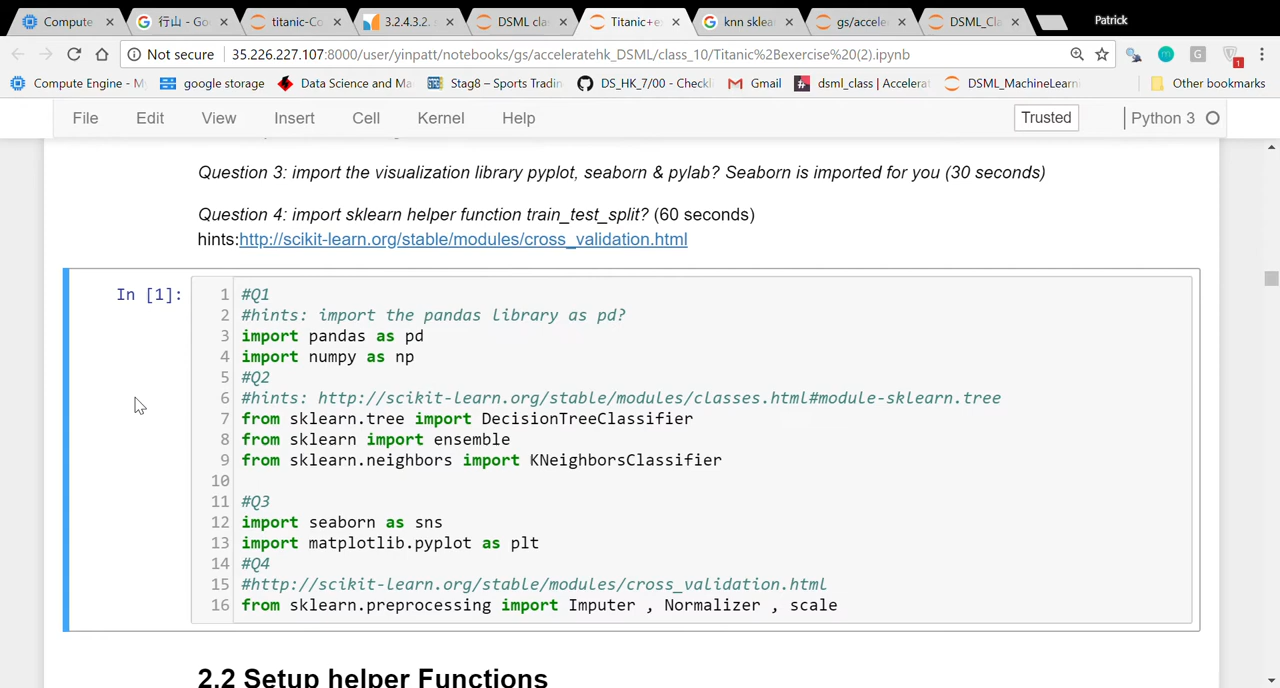 Compute
行山 - Goo
titanic-Co
3.2.4.3.2.
DSML cla
Titanic+ex
knn sklea
gs/accele
DSML_Cla
Patrick
Not secure
35.226.227.107:8000/user/yinpatt/notebooks/gs/acceleratehk_DSML/class_10/Titanic%2Bexercise%20(2).ipynb
G
1
Compute Engine - My
google storage
Data Science and Ma
Stag8 – Sports Tradin
DS_HK_7/00 - Checkl
Gmail
dsml_class | Accelerat
DSML_MachineLearni
Other bookmarks
File
Edit
View
Insert
Cell
Kernel
Help
Trusted
Python 3
Question 3: import the visualization library pyplot, seaborn & pylab? Seaborn is imported for you (30 seconds)
Question 4: import sklearn helper function train_test_split? (60 seconds)
hints:http://scikit-learn.org/stable/modules/cross_validation.html
In [1]:
1 #Q1
2 #hints: import the pandas library as pd?
3 import pandas as pd
4 import numpy as np
5 #Q2
6 #hints: http://scikit-learn.org/stable/modules/classes.html#module-sklearn.tree
7 from sklearn.tree import DecisionTreeClassifier
8 from sklearn import ensemble
9 from sklearn.neighbors import KNeighborsClassifier
10
11 #Q3
12 import seaborn as sns
13 import matplotlib.pyplot as plt
14 #Q4
15 #http://scikit-learn.org/stable/modules/cross_validation.html
16 from sklearn.preprocessing import Imputer , Normalizer , scale
2.2 Setup helper Functions